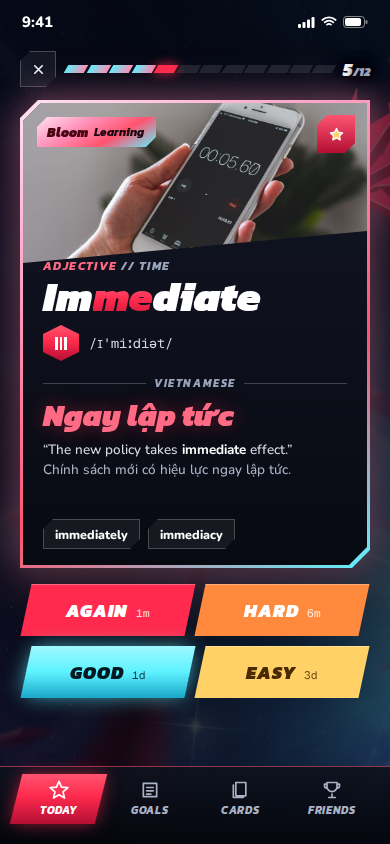 9:41
5/12
Bloom Learning
00:05.60
ADJECTIVE // TIME
Immediate
/ɪˈmiːdiət/
VIETNAMESE
Ngay lập tức
“The new policy takes immediate effect.”
Chính sách mới có hiệu lực ngay lập tức.
immediately immediacy
AGAIN 1m HARD 6m
GOOD 1d EASY 3d
TODAY GOALS CARDS FRIENDS